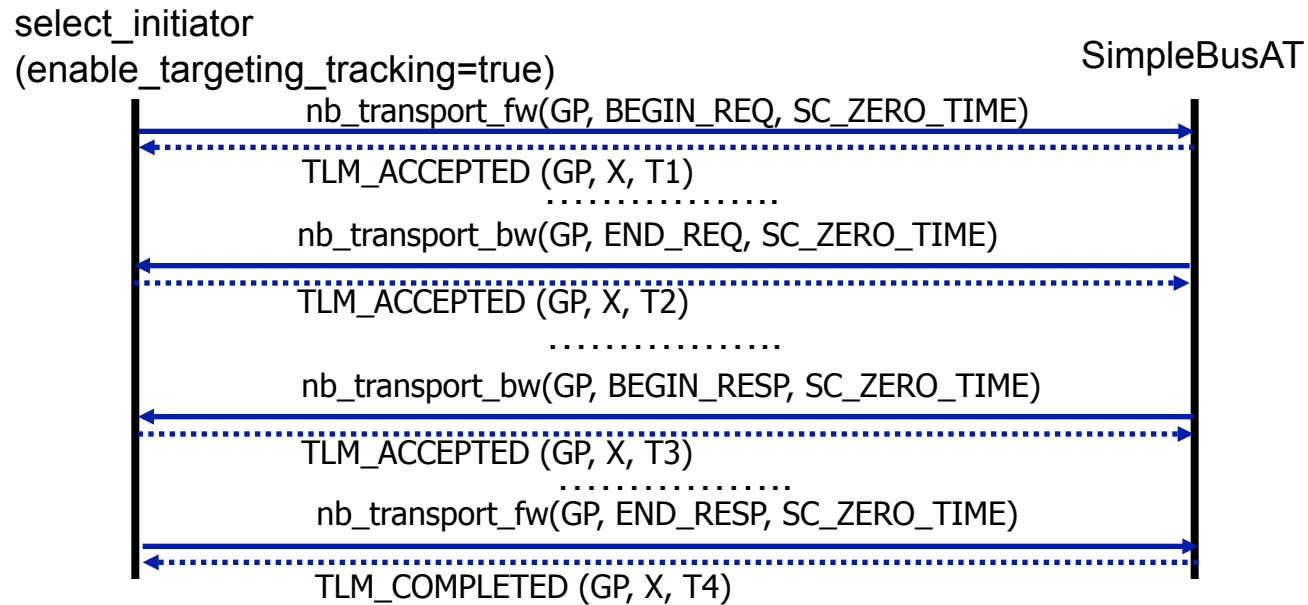 select_initiator
(enable_targeting_tracking=true)
SimpleBusAT
nb_transport_fw(GP, BEGIN_REQ, SC_ZERO_TIME)
TLM_ACCEPTED (GP, X, T1)
.................
nb_transport_bw(GP, END_REQ, SC_ZERO_TIME)
TLM_ACCEPTED (GP, X, T2)
.................
nb_transport_bw(GP, BEGIN_RESP, SC_ZERO_TIME)
TLM_ACCEPTED (GP, X, T3)
.................
nb_transport_fw(GP, END_RESP, SC_ZERO_TIME)
TLM_COMPLETED (GP, X, T4)